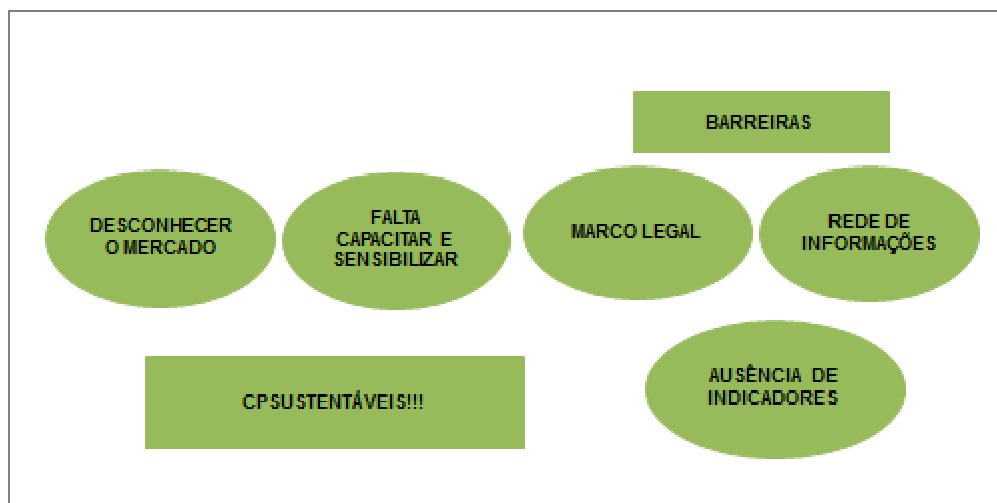 BARREIRAS
DESCONHECER
O MERCADO
FALTA
CAPACITAR E
SENSIBILIZAR
MARCO LEGAL
REDE DE
INFORMAÇÕES
CPSUSTENTÁVEIS!!!
AUSÊNCIA DE
INDICADORES